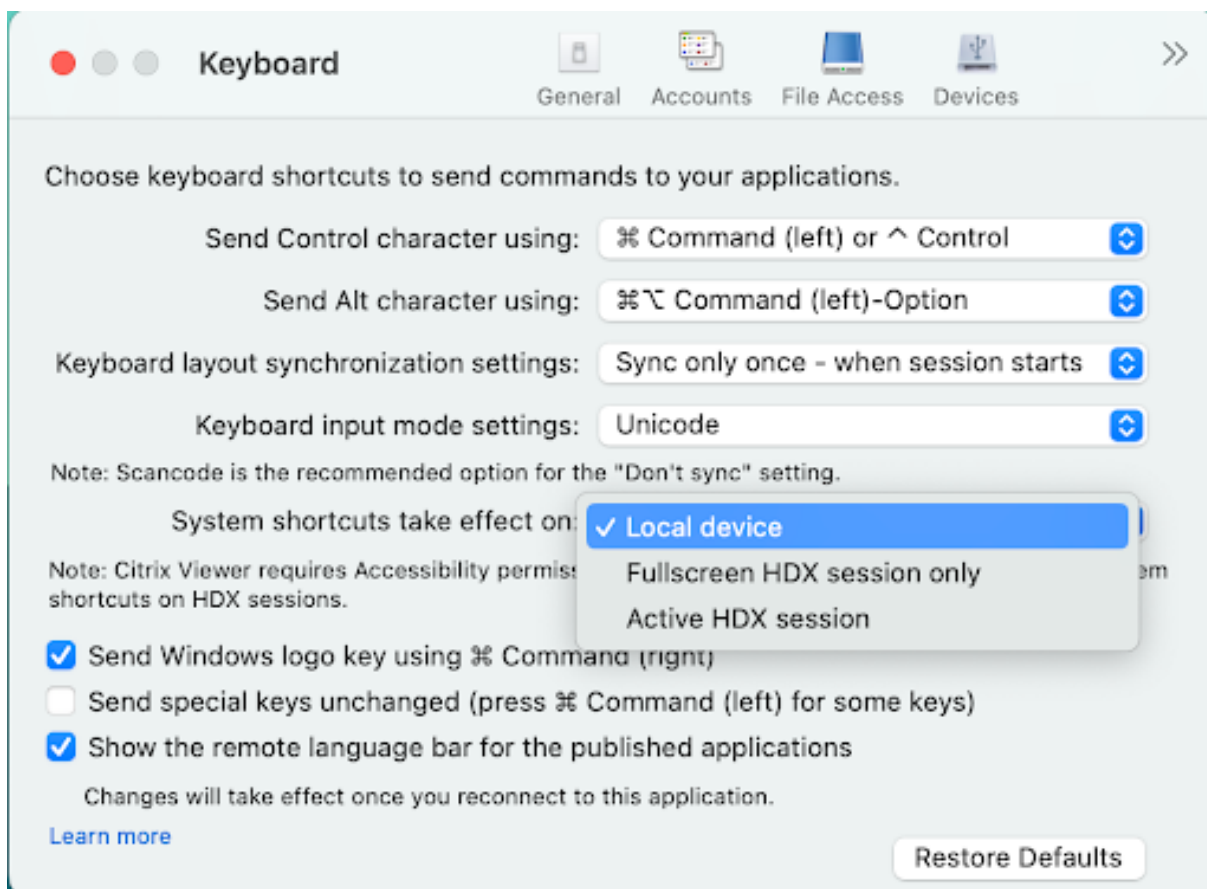 Keyboard
General Accounts File Access Devices
Choose keyboard shortcuts to send commands to your applications.
Send Control character using: ⌘ Command (left) or ^ Control
Send Alt character using: ⌘⌥ Command (left)-Option
Keyboard layout synchronization settings: Sync only once - when session starts
Keyboard input mode settings: Unicode
Note: Scancode is the recommended option for the "Don't sync" setting.
System shortcuts take effect on: ✓ Local device
Fullscreen HDX session only
Active HDX session
Note: Citrix Viewer requires Accessibility
shortcuts on HDX sessions.
Send Windows logo key using ⌘ Command (right)
Send special keys unchanged (press ⌘ Command (left) for some keys)
Show the remote language bar for the published applications
Changes will take effect once you reconnect to this application.
Learn more
Restore Defaults